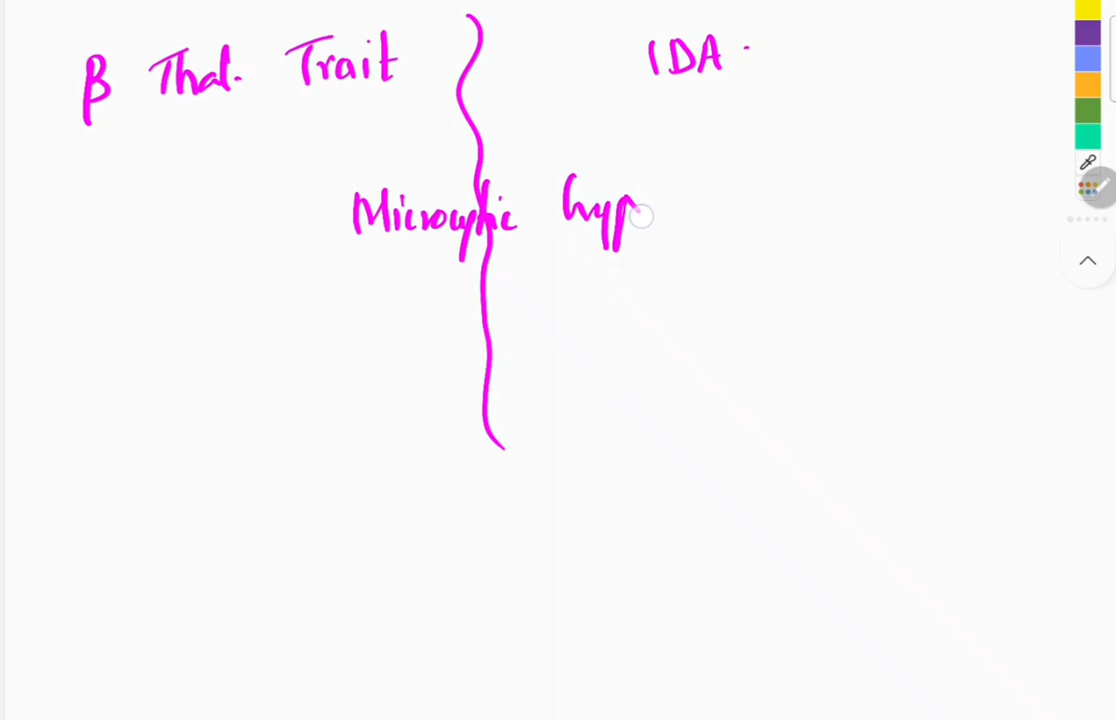 β Thal. Trait
IDA.
Microcytic hyp